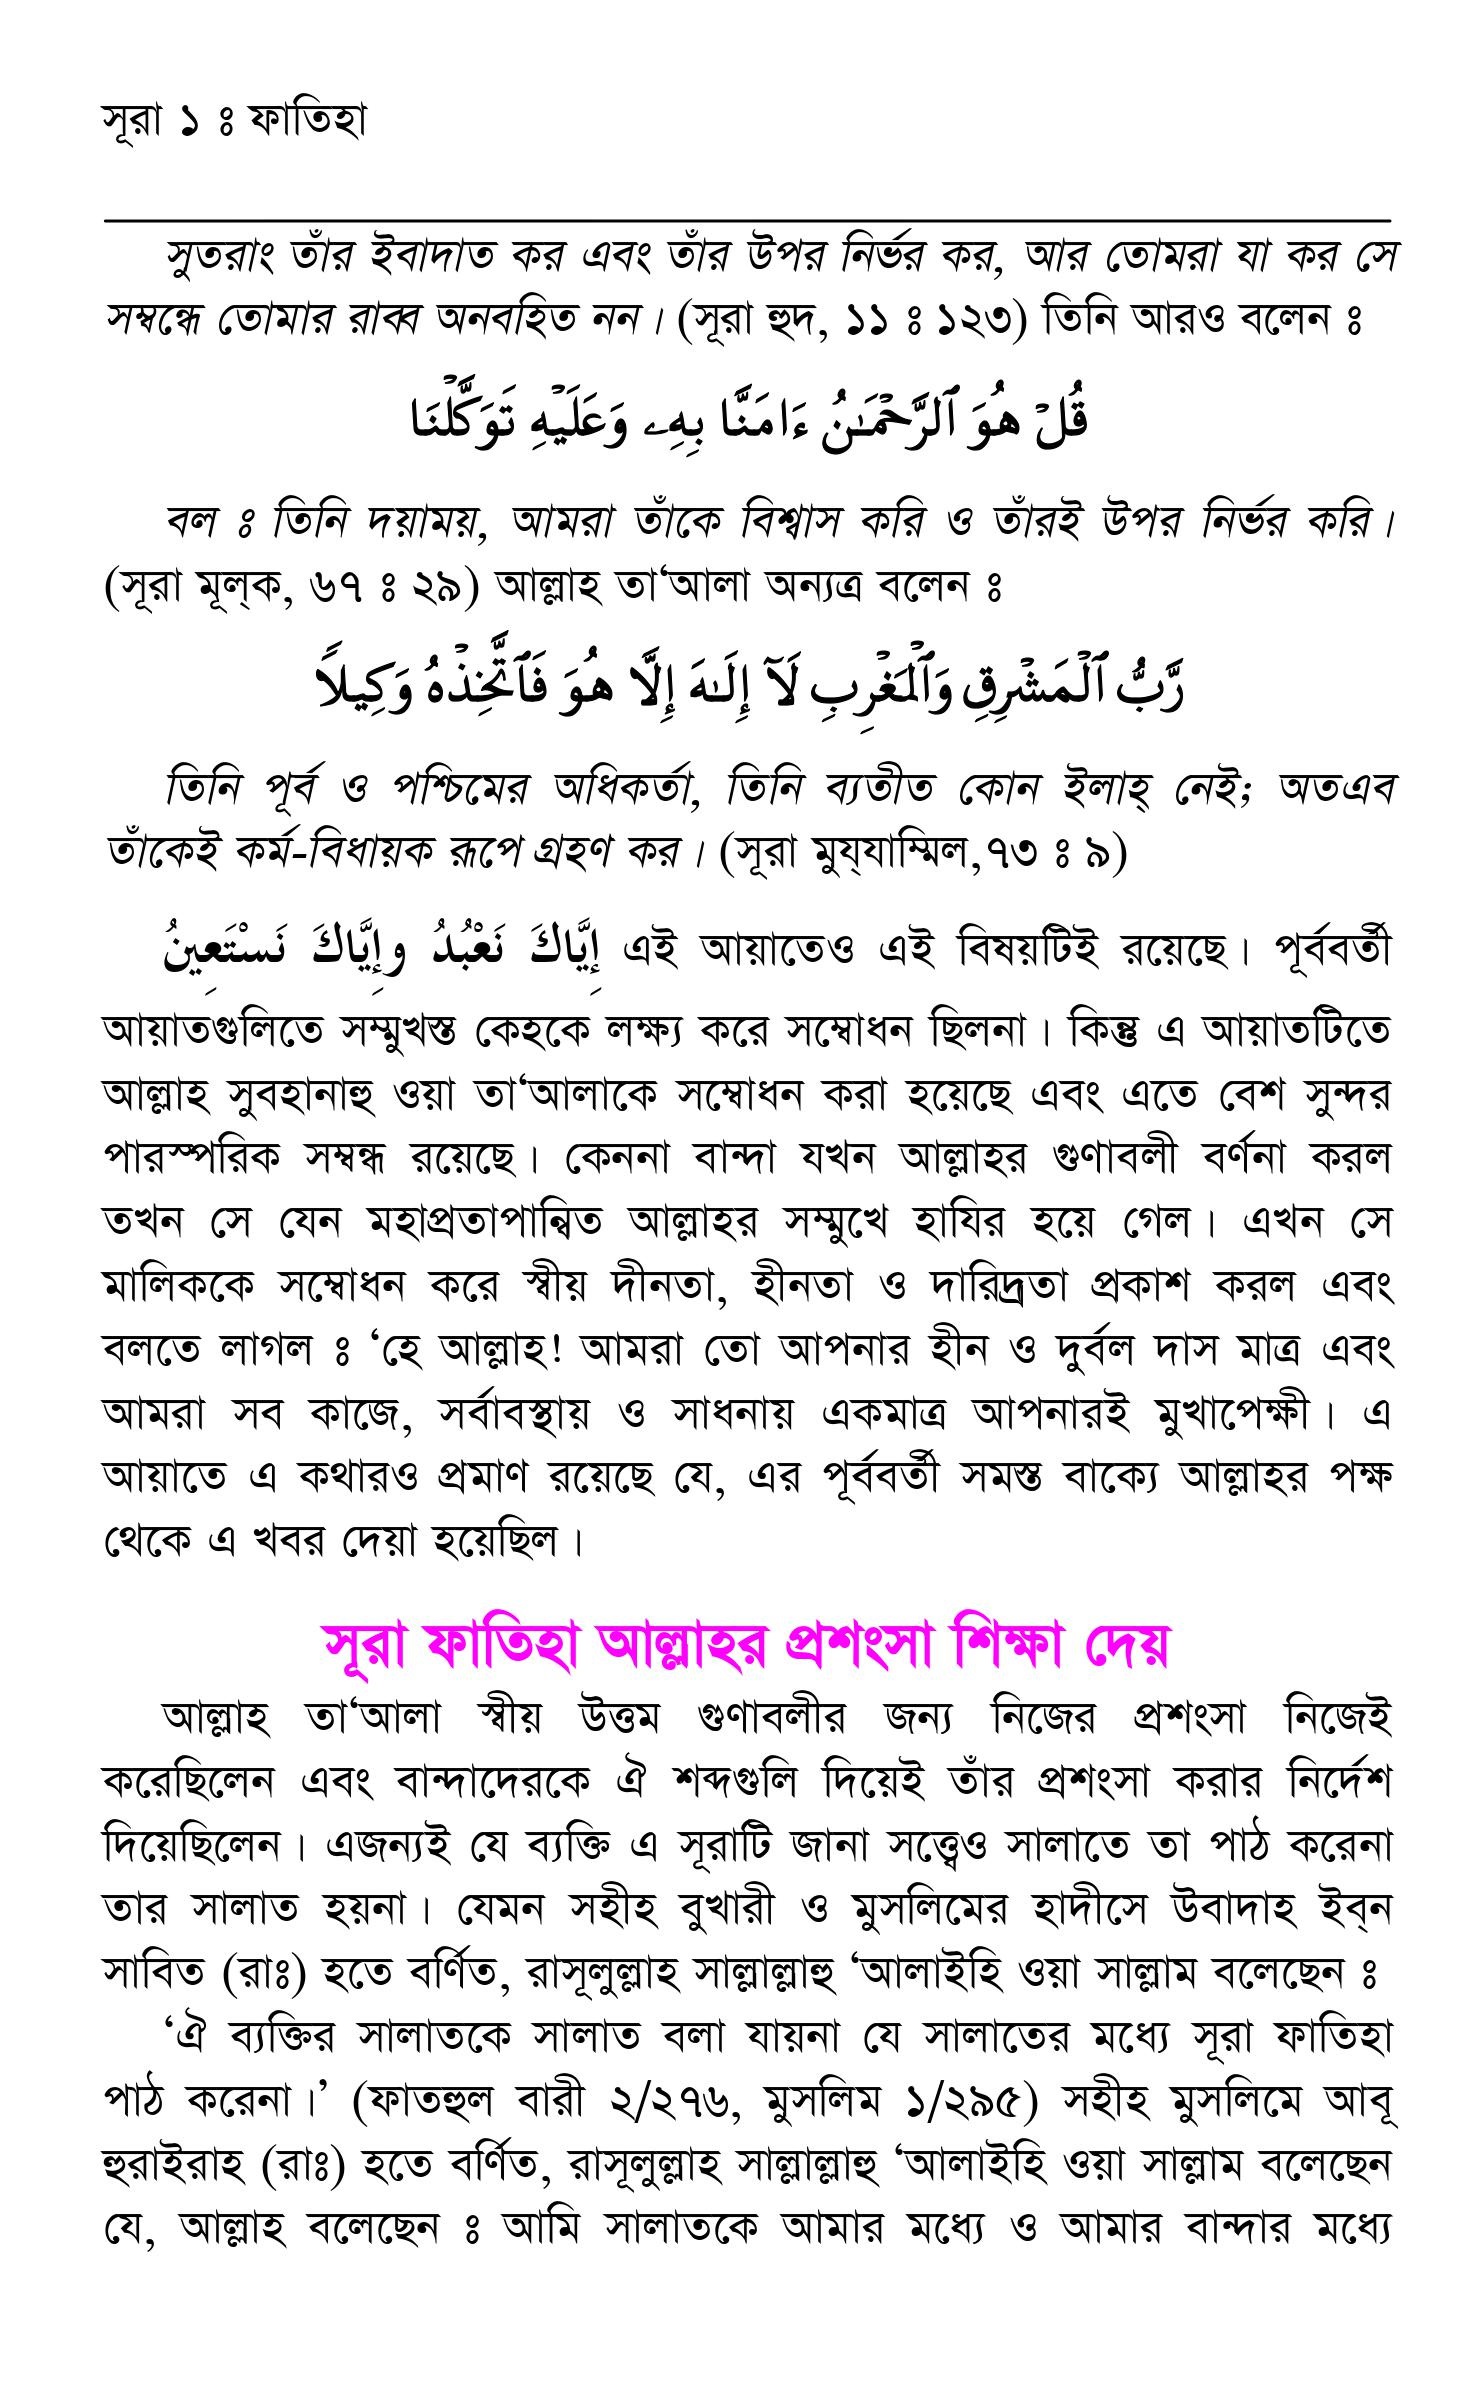 সূরা ১ ঃ ফাতিহা
সুতরাং তাঁর ইবাদাত কর এবং তাঁর উপর নির্ভর কর, আর তোমরা যা কর সে
সম্বন্ধে তোমার রাব্ব অনবহিত নন। (সূরা হুদ, ১১ ঃ ১২৩) তিনি আরও বলেন ঃ
قُلْ هُوَ ٱلرَّحْمَـٰنُ ءَامَنَّا بِهِۦ وَعَلَيْهِ تَوَكَّلْنَا
বল ঃ তিনি দয়াময়, আমরা তাঁকে বিশ্বাস করি ও তাঁরই উপর নির্ভর করি।
(সূরা মূল্‌ক, ৬৭ ঃ ২৯) আল্লাহ তা‘আলা অন্যত্র বলেন ঃ
رَّبُّ ٱلْمَشْرِقِ وَٱلْمَغْرِبِ لَآ إِلَـٰهَ إِلَّا هُوَ فَٱتَّخِذْهُ وَكِيلاً
তিনি পূর্ব ও পশ্চিমের অধিকর্তা, তিনি ব্যতীত কোন ইলাহ্ নেই; অতএব
তাঁকেই কর্ম-বিধায়ক রূপে গ্রহণ কর। (সূরা মুয্‌যাম্মিল,৭৩ ঃ ৯)
إِيَّاكَ نَعْبُدُ وإِيَّاكَ نَسْتَعِينُ এই আয়াতেও এই বিষয়টিই রয়েছে। পূর্ববর্তী
আয়াতগুলিতে সম্মুখস্ত কেহকে লক্ষ্য করে সম্বোধন ছিলনা। কিন্তু এ আয়াতটিতে
আল্লাহ সুবহানাহু ওয়া তা‘আলাকে সম্বোধন করা হয়েছে এবং এতে বেশ সুন্দর
পারস্পরিক সম্বন্ধ রয়েছে। কেননা বান্দা যখন আল্লাহর গুণাবলী বর্ণনা করল
তখন সে যেন মহাপ্রতাপান্বিত আল্লাহর সম্মুখে হাযির হয়ে গেল। এখন সে
মালিককে সম্বোধন করে স্বীয় দীনতা, হীনতা ও দারিদ্রতা প্রকাশ করল এবং
বলতে লাগল ঃ ‘হে আল্লাহ! আমরা তো আপনার হীন ও দুর্বল দাস মাত্র এবং
আমরা সব কাজে, সর্বাবস্থায় ও সাধনায় একমাত্র আপনারই মুখাপেক্ষী। এ
আয়াতে এ কথারও প্রমাণ রয়েছে যে, এর পূর্ববর্তী সমস্ত বাক্যে আল্লাহর পক্ষ
থেকে এ খবর দেয়া হয়েছিল।
সূরা ফাতিহা আল্লাহর প্রশংসা শিক্ষা দেয়
আল্লাহ তা‘আলা স্বীয় উত্তম গুণাবলীর জন্য নিজের প্রশংসা নিজেই
করেছিলেন এবং বান্দাদেরকে ঐ শব্দগুলি দিয়েই তাঁর প্রশংসা করার নির্দেশ
দিয়েছিলেন। এজন্যই যে ব্যক্তি এ সূরাটি জানা সত্ত্বেও সালাতে তা পাঠ করেনা
তার সালাত হয়না। যেমন সহীহ বুখারী ও মুসলিমের হাদীসে উবাদাহ ইব্‌ন
সাবিত (রাঃ) হতে বর্ণিত, রাসূলুল্লাহ সাল্লাল্লাহু ‘আলাইহি ওয়া সাল্লাম বলেছেন ঃ
‘ঐ ব্যক্তির সালাতকে সালাত বলা যায়না যে সালাতের মধ্যে সূরা ফাতিহা
পাঠ করেনা।’ (ফাতহুল বারী ২/২৭৬, মুসলিম ১/২৯৫) সহীহ মুসলিমে আবূ
হুরাইরাহ (রাঃ) হতে বর্ণিত, রাসূলুল্লাহ সাল্লাল্লাহু ‘আলাইহি ওয়া সাল্লাম বলেছেন
যে, আল্লাহ বলেছেন ঃ আমি সালাতকে আমার মধ্যে ও আমার বান্দার মধ্যে